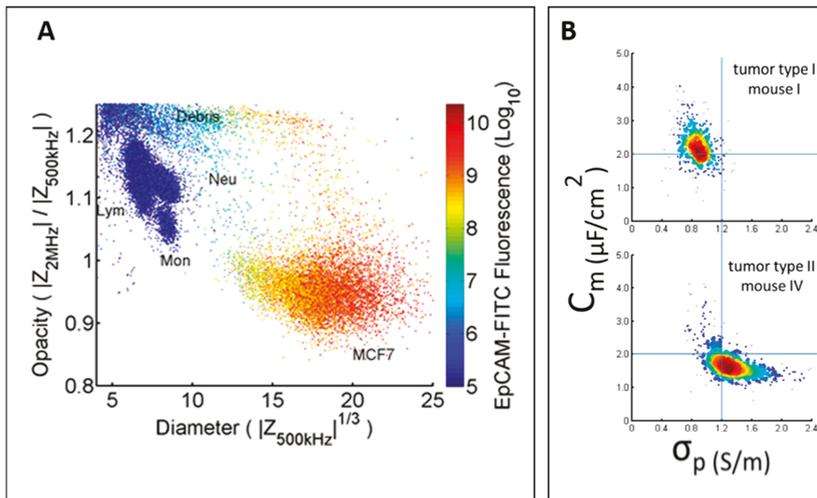 A
Opacity ( |Z2MHz| / |Z500kHz| )
1.2
1.1
1
0.9
0.8
Debris
Neu
Lym
Mon
MCF7
5 10 15 20 25
Diameter ( |Z500kHz|1/3 )
10
9
8
7
6
5
EpCAM-FITC Fluorescence (Log10)
B
Cm (μF/cm2)
5.0
4.0
3.0
2.0
1.0
0
tumor type I
mouse I
0 0.4 0.8 1.2 1.6 2.0 2.4
5.0
4.0
3.0
2.0
1.0
0
tumor type II
mouse IV
0 0.4 0.8 1.2 1.6 2.0 2.4
σp (S/m)